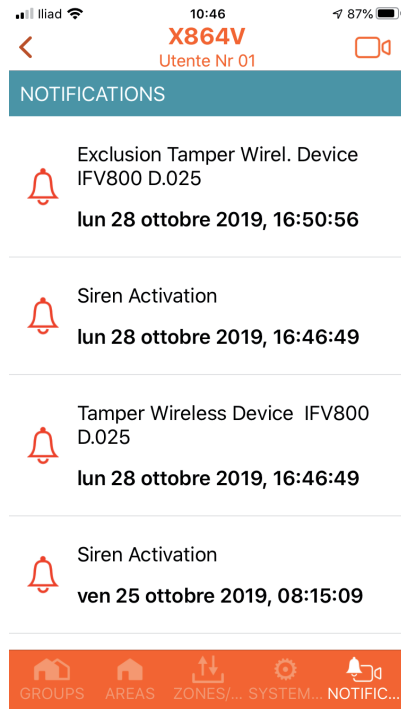 Iliad 10:46 87%
X864V
Utente Nr 01
NOTIFICATIONS
Exclusion Tamper Wirel. Device
IFV800 D.025
lun 28 ottobre 2019, 16:50:56
Siren Activation
lun 28 ottobre 2019, 16:46:49
Tamper Wireless Device  IFV800
D.025
lun 28 ottobre 2019, 16:46:49
Siren Activation
ven 25 ottobre 2019, 08:15:09
GROUPS AREAS ZONES/... SYSTEM... NOTIFIC...